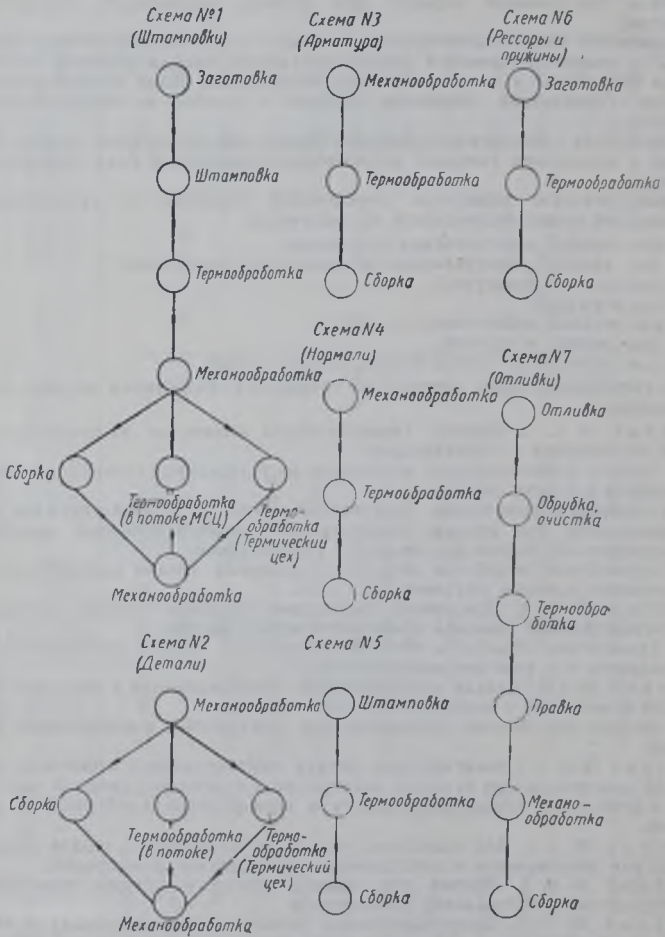 Схема №1
(Штамповки)
Заготовка
Штамповка
Термообработка
Механообработка
Сборка
Термообработка
(в потоке МСЦ)
Термо-
обработка
(Термический
цех)
Механообработка
Схема N2
(Детали)
Механообработка
Сборка
Термообработка
(в потоке)
Термо-
обработка
(Термический
цех)
Механообработка
Схема N3
(Арматура)
Механообработка
Термообработка
Сборка
Схема N4
(Нормали)
Механообработка
Термообработка
Сборка
Схема N5
Штамповка
Термообработка
Сборка
Схема N6
(Рессоры и
пружины)
Заготовка
Термообработка
Сборка
Схема N7
(Отливки)
Отливка
Обрубка,
очистка
Термообра-
ботка
Правка
Механо-
обработка
Сборка